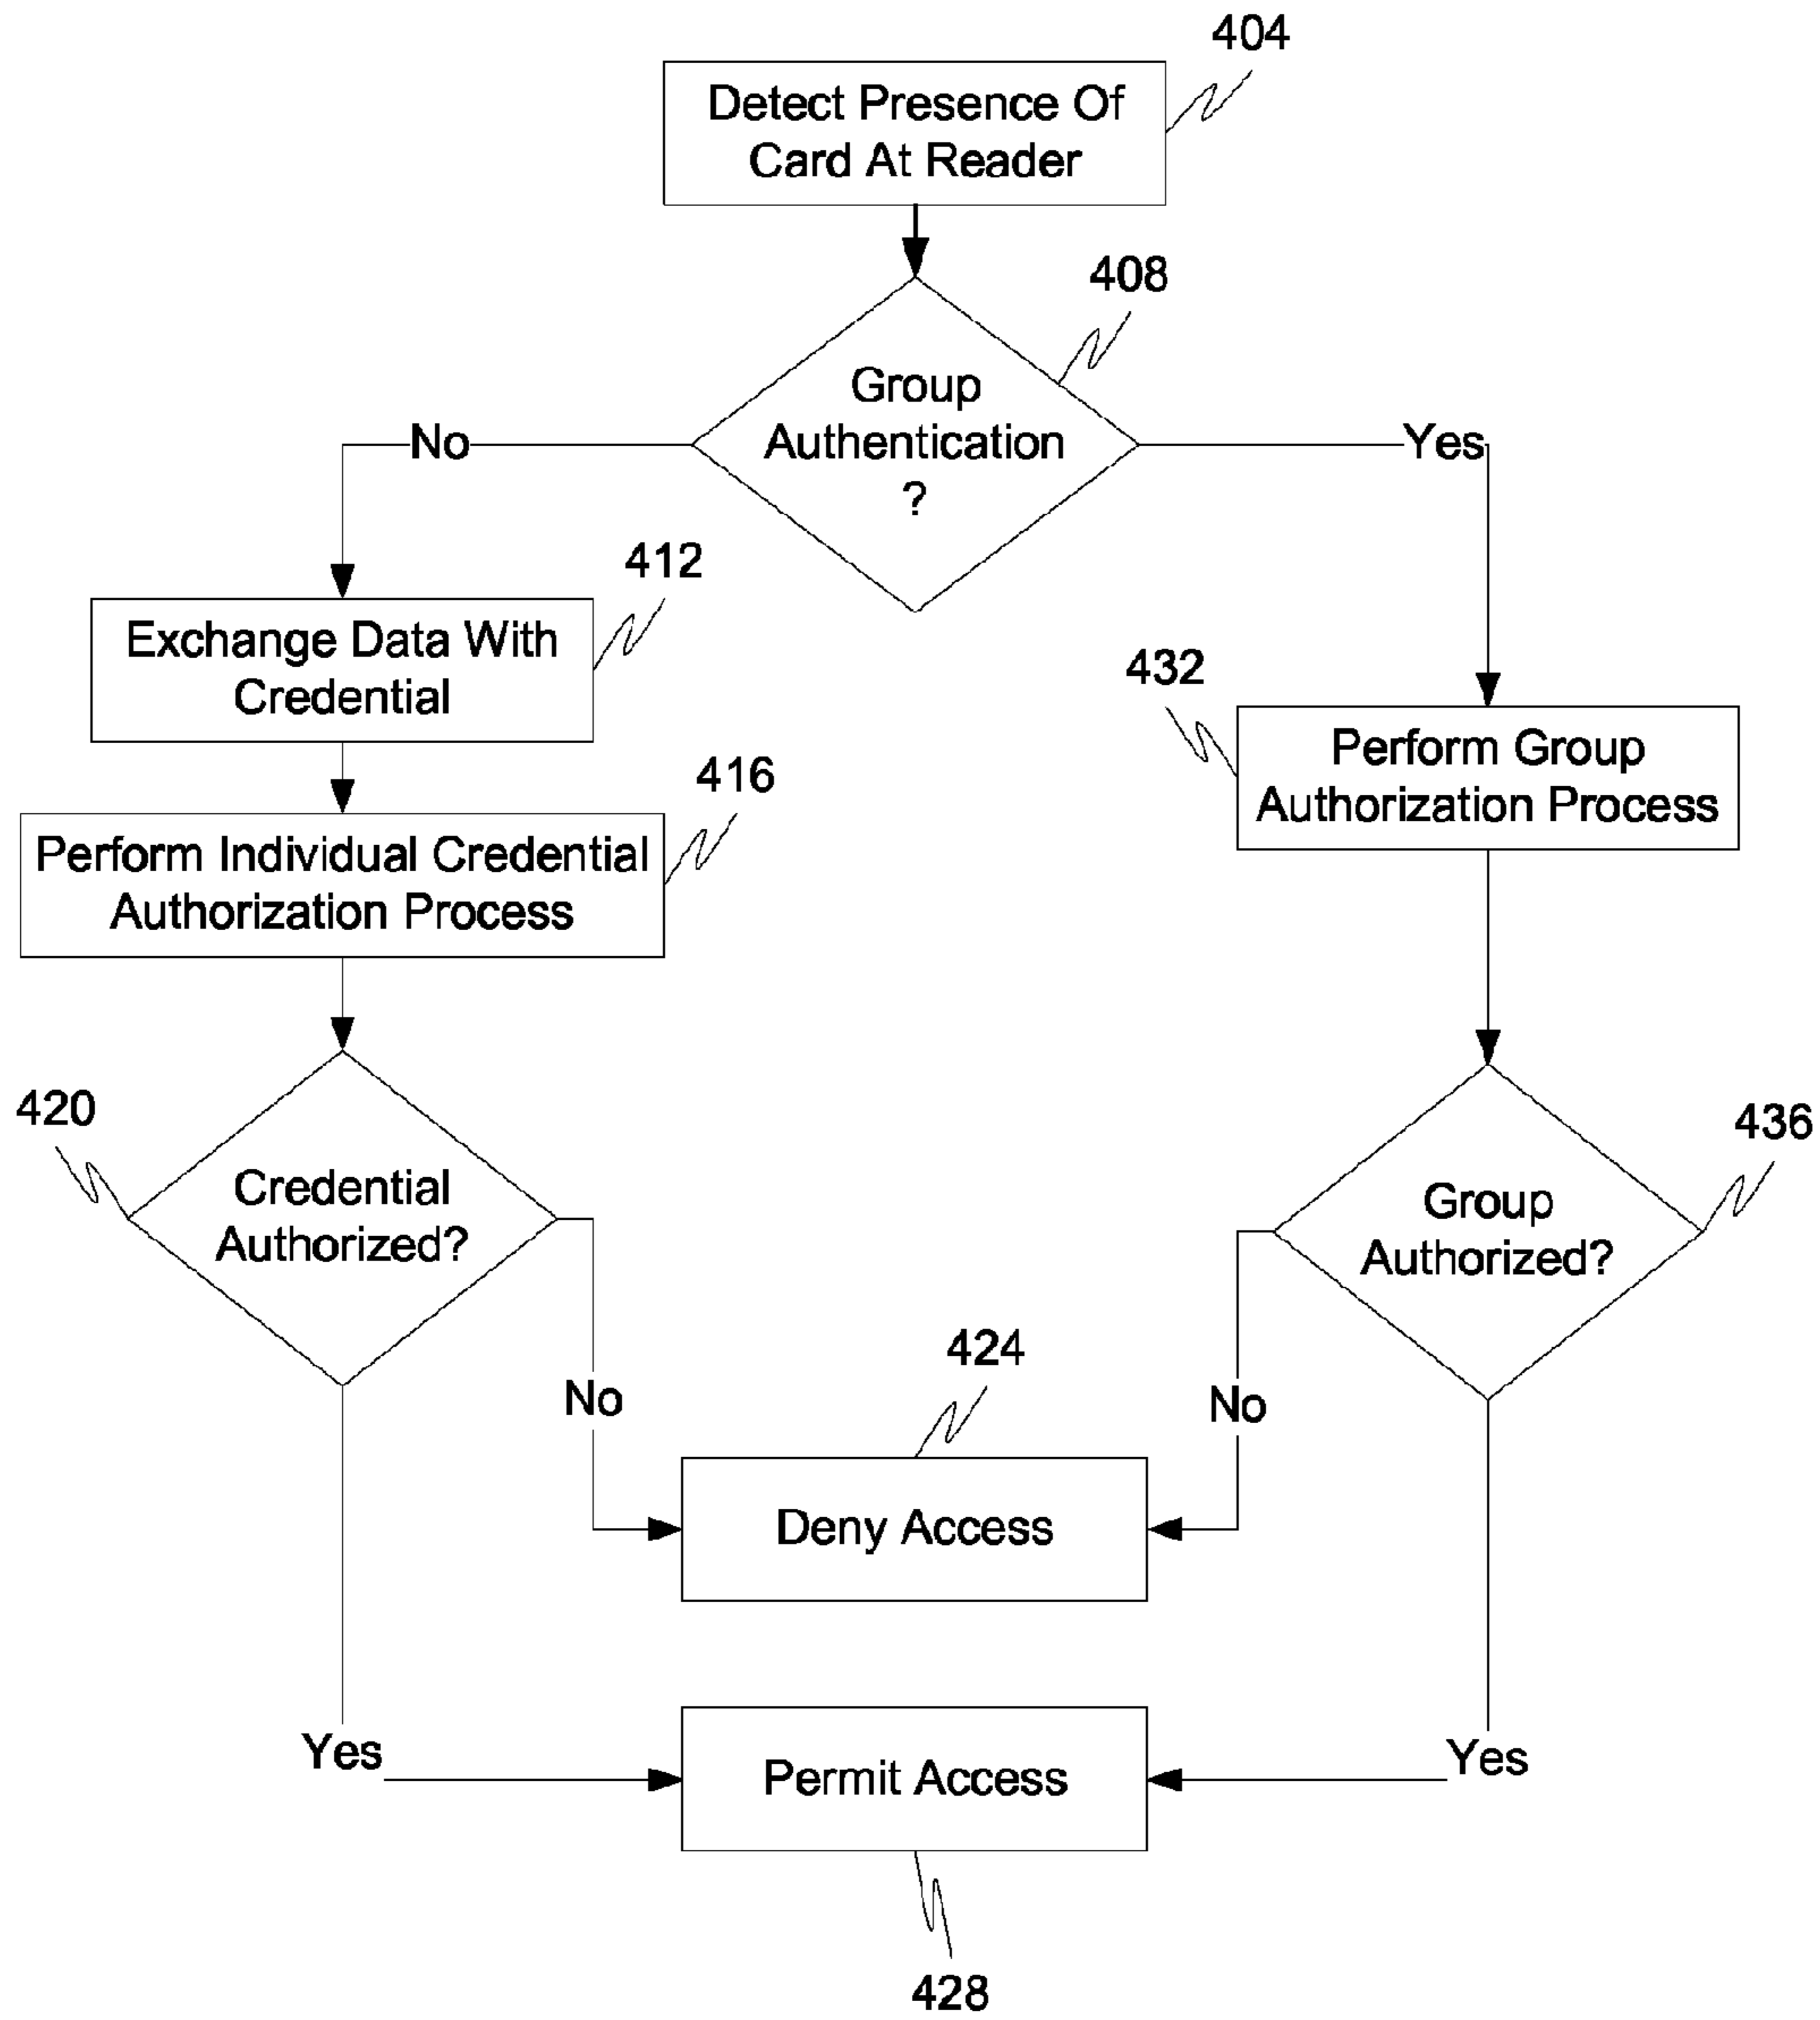 404
Detect Presence Of
Card At Reader
408
Group
Authentication
?
No
Yes
412
Exchange Data With
Credential
432
Perform Group
Authorization Process
416
Perform Individual Credential
Authorization Process
420
Credential
Authorized?
436
Group
Authorized?
No
424
No
Deny Access
Yes
Permit Access
Yes
428